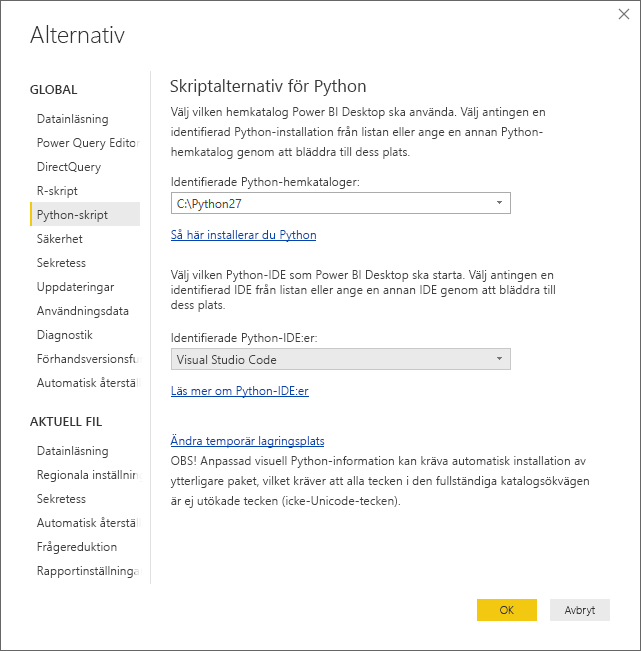 Alternativ
GLOBAL
Datainläsning
Power Query Editor
DirectQuery
R-skript
Python-skript
Säkerhet
Sekretess
Uppdateringar
Användningsdata
Diagnostik
Förhandsversionsfu
Automatisk återstäl
AKTUELL FIL
Datainläsning
Regionala inställnin
Sekretess
Automatisk återstäl
Frågereduktion
Rapportinställninga
Skriptalternativ för Python
Välj vilken hemkatalog Power BI Desktop ska använda. Välj antingen en
identifierad Python-installation från listan eller ange en annan Python-
hemkatalog genom att bläddra till dess plats.
Identifierade Python-hemkataloger:
C:\Python27
Så här installerar du Python
Välj vilken Python-IDE som Power BI Desktop ska starta. Välj antingen en
identifierad IDE från listan eller ange en annan IDE genom att bläddra till
dess plats.
Identifierade Python-IDE:er:
Visual Studio Code
Läs mer om Python-IDE:er
Ändra temporär lagringsplats
OBS! Anpassad visuell Python-information kan kräva automatisk installation av
ytterligare paket, vilket kräver att alla tecken i den fullständiga katalogsökvägen
är ej utökade tecken (icke-Unicode-tecken).
OK
Avbryt